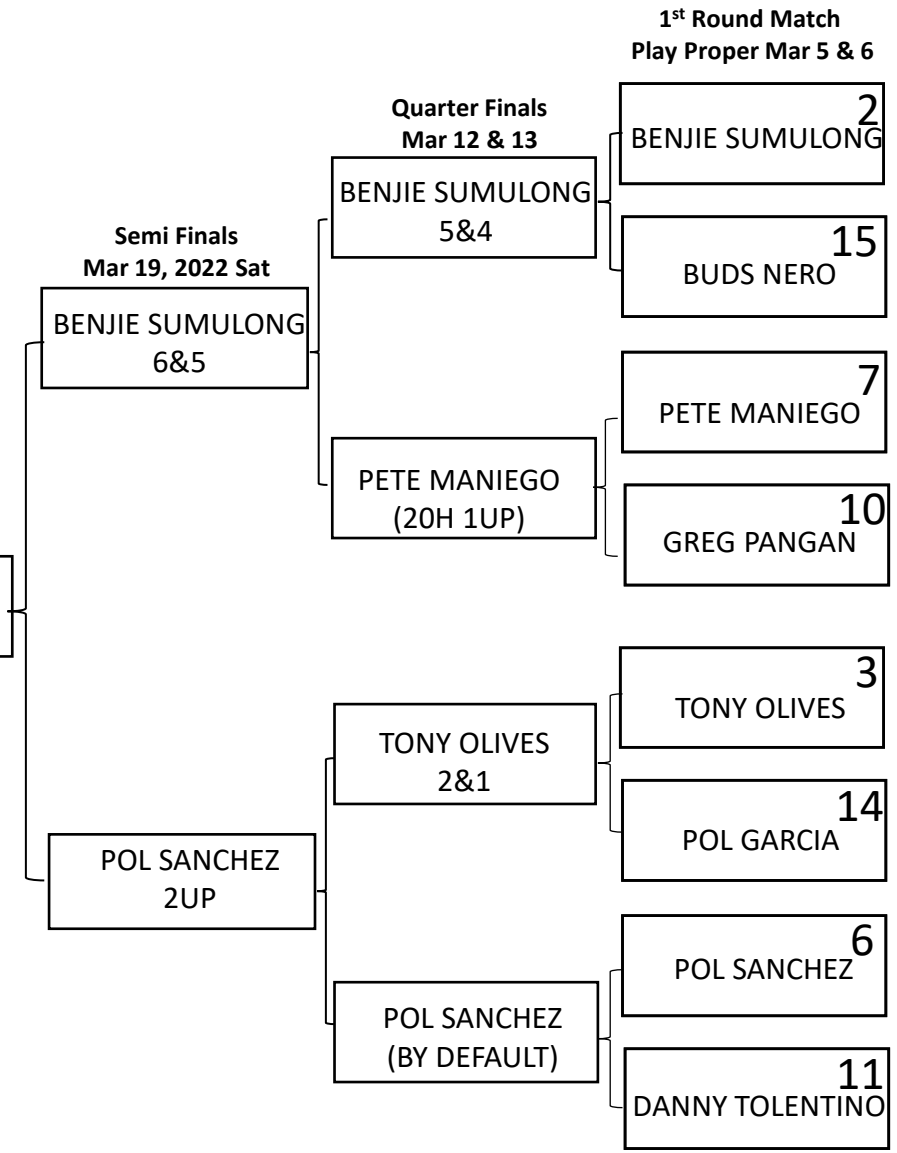 1st Round Match
Play Proper Mar 5 & 6
2
BENJIE SUMULONG
15
BUDS NERO
7
PETE MANIEGO
10
GREG PANGAN
3
TONY OLIVES
14
POL GARCIA
6
POL SANCHEZ
11
DANNY TOLENTINO
Quarter Finals
Mar 12 & 13
BENJIE SUMULONG
5&4
PETE MANIEGO
(20H 1UP)
TONY OLIVES
2&1
POL SANCHEZ
(BY DEFAULT)
Semi Finals
Mar 19, 2022 Sat
BENJIE SUMULONG
6&5
POL SANCHEZ
2UP